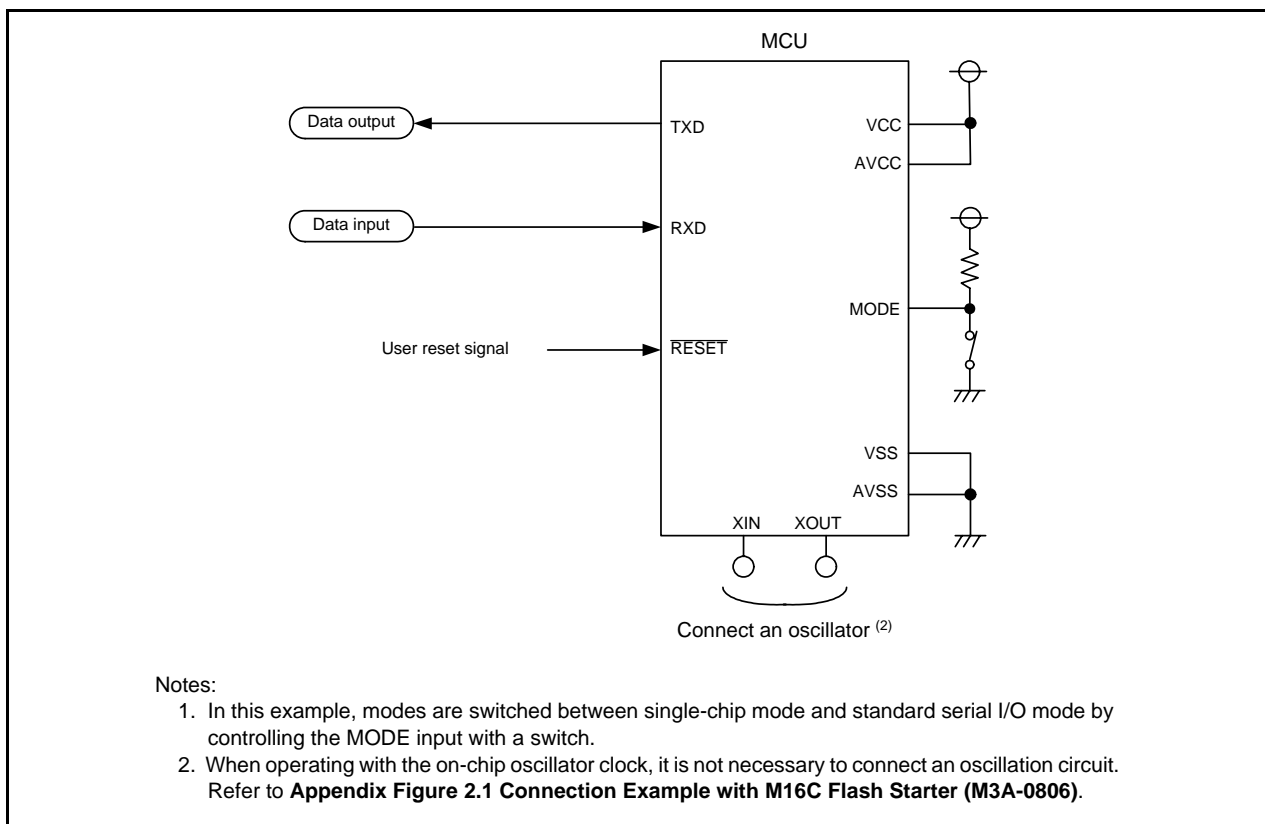 MCU
Data output
TXD
VCC
AVCC
Data input
RXD
MODE
User reset signal
RESET
VSS
AVSS
XIN XOUT
Connect an oscillator (2)
Notes:
1. In this example, modes are switched between single-chip mode and standard serial I/O mode by
controlling the MODE input with a switch.
2. When operating with the on-chip oscillator clock, it is not necessary to connect an oscillation circuit.
Refer to Appendix Figure 2.1 Connection Example with M16C Flash Starter (M3A-0806).